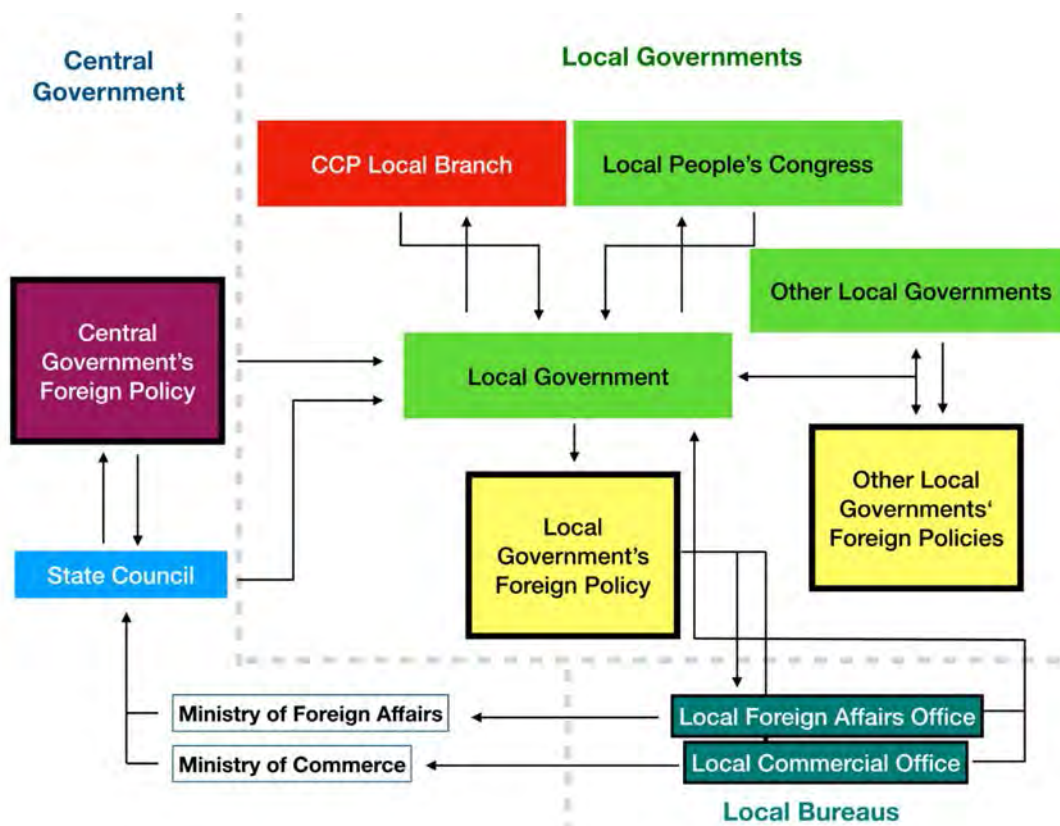 Central
Government
Local Governments
CCP Local Branch
Local People's Congress
Other Local Governments
Central
Government's
Foreign Policy
Local Government
Other Local
Governments‘
Foreign Policies
Local
Government's
Foreign Policy
State Council
Ministry of Foreign Affairs
Local Foreign Affairs Office
Ministry of Commerce
Local Commercial Office
Local Bureaus